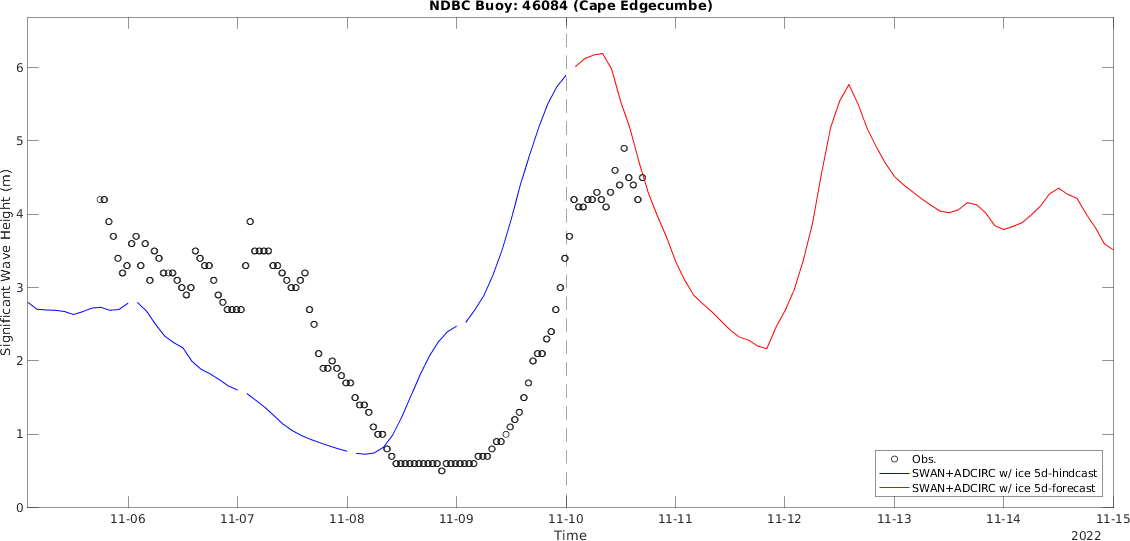 NDBC Buoy: 46084 (Cape Edgecumbe)
6
5
4
3
2
1
0
Significant Wave Height (m)
Obs.
SWAN+ADCIRC w/ ice 5d-hindcast
SWAN+ADCIRC w/ ice 5d-forecast
11-06 11-07 11-08 11-09 11-10 11-11 11-12 11-13 11-14 11-15
Time
2022